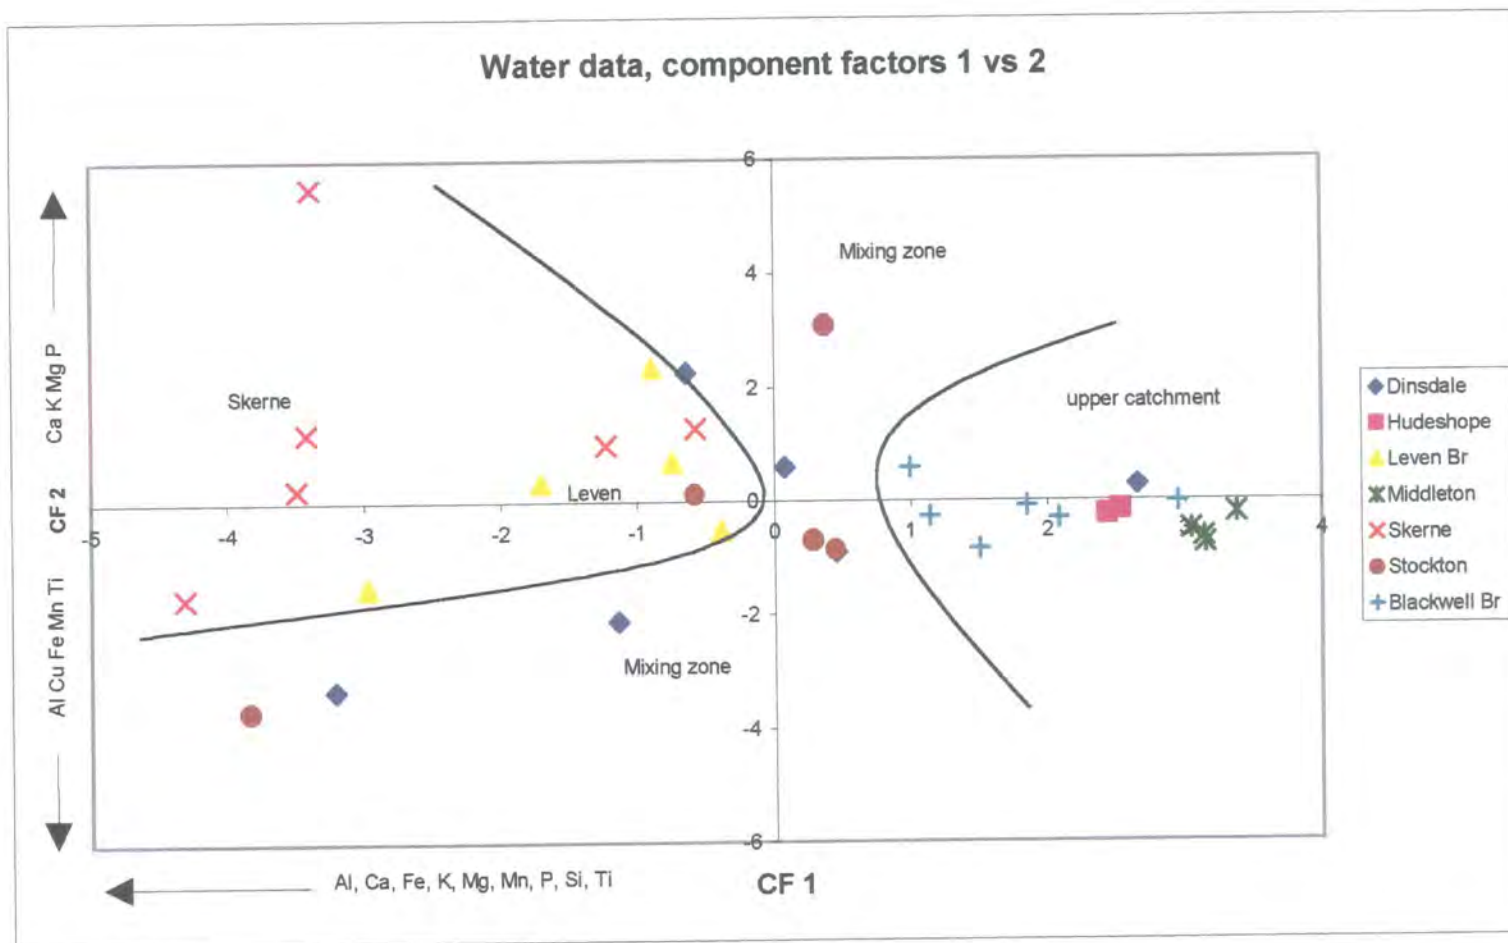 Water data, component factors 1 vs 2
6
4
2
0
-2
-4
-6
-5
-4
-3
-2
-1
0
1
2
3
4
Mixing zone
upper catchment
Skerne
Leven
Mixing zone
Ca K Mg P
CF 2
Al Cu Fe Mn Ti
Al, Ca, Fe, K, Mg, Mn, P, Si, Ti
CF 1
Dinsdale
Hudeshope
Leven Br
Middleton
Skerne
Stockton
Blackwell Br